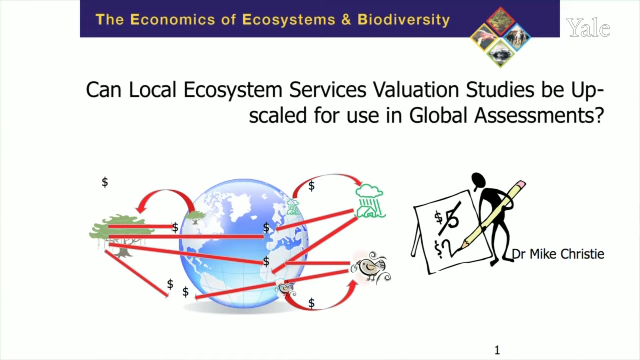 The Economics of Ecosystems & Biodiversity
Yale
Can Local Ecosystem Services Valuation Studies be Up-
scaled for use in Global Assessments?
$
$
$
$
$
$
$
$
$5
Dr Mike Christie
1